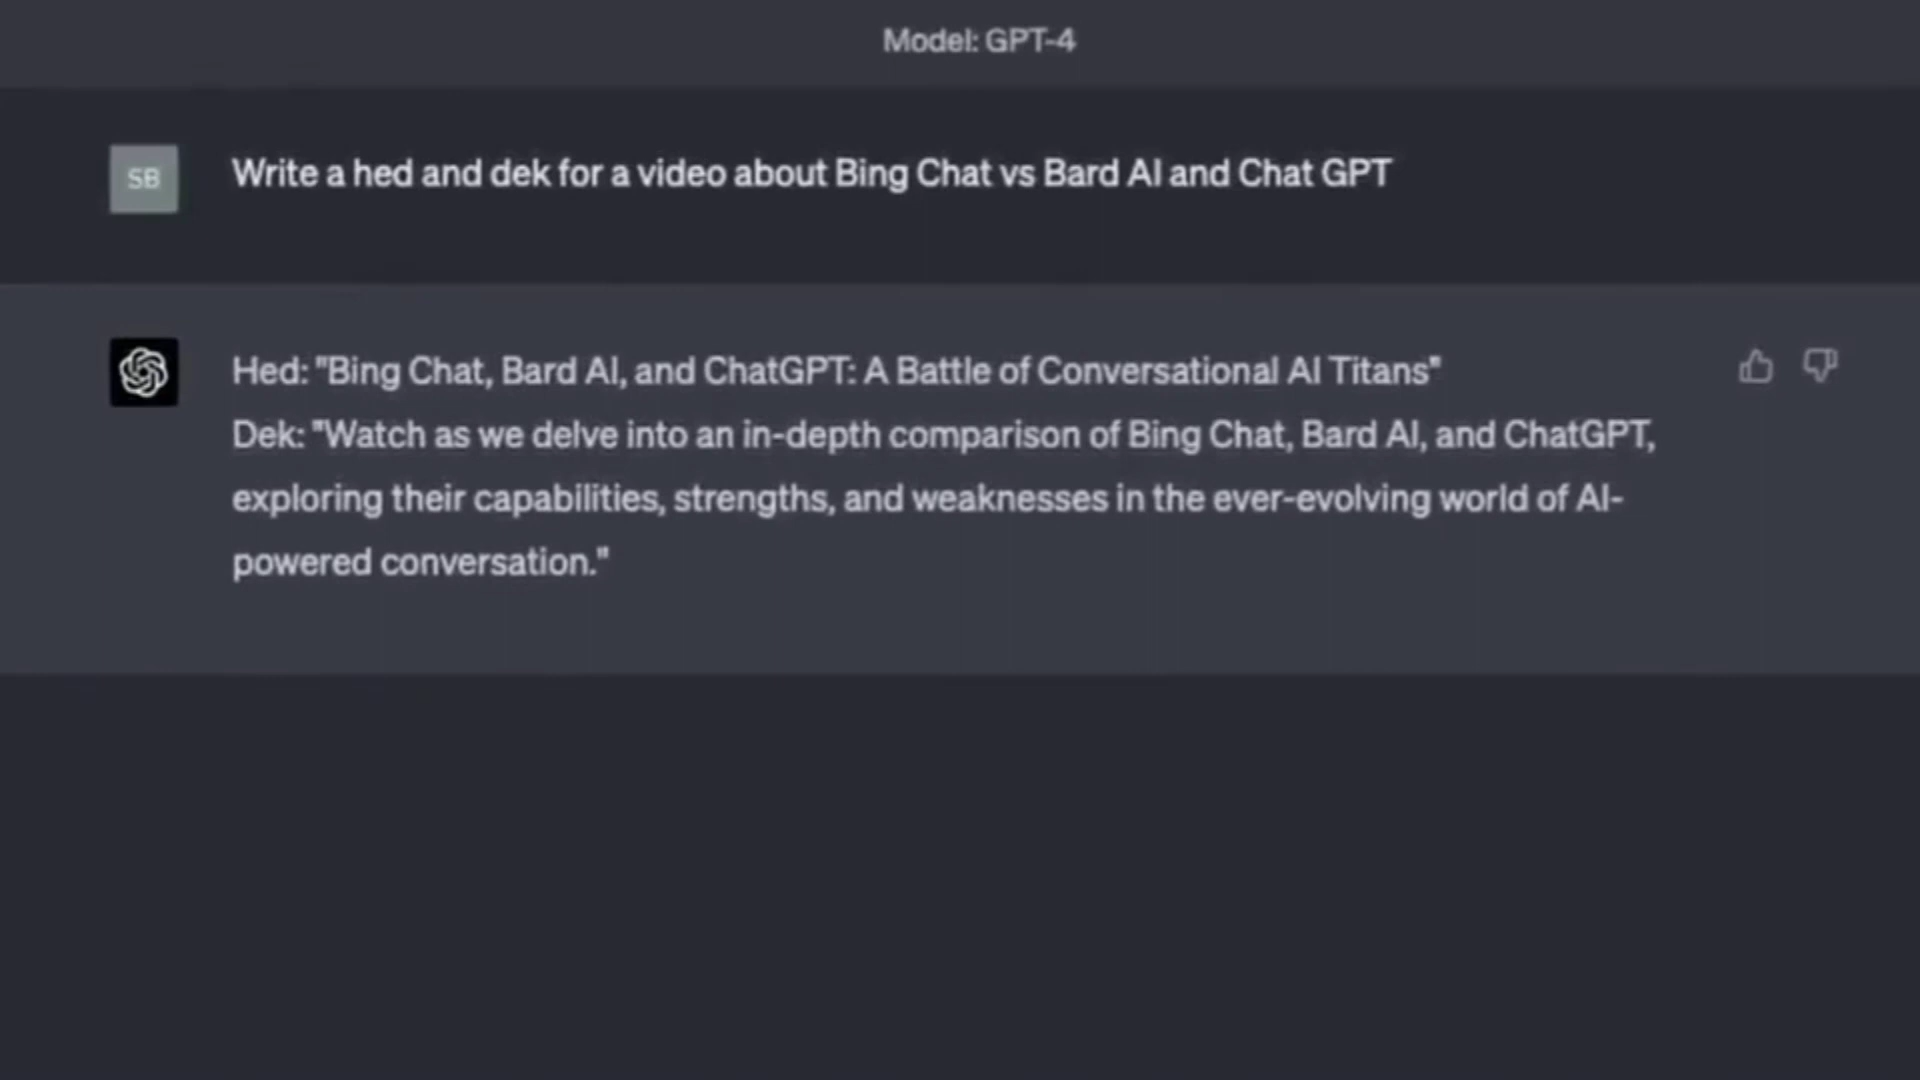 Model: GPT-4
SB
Write a hed and dek for a video about Bing Chat vs Bard AI and Chat GPT
Hed: "Bing Chat, Bard AI, and ChatGPT: A Battle of Conversational AI Titans"
Dek: "Watch as we delve into an in-depth comparison of Bing Chat, Bard AI, and ChatGPT,
exploring their capabilities, strengths, and weaknesses in the ever-evolving world of AI-
powered conversation."